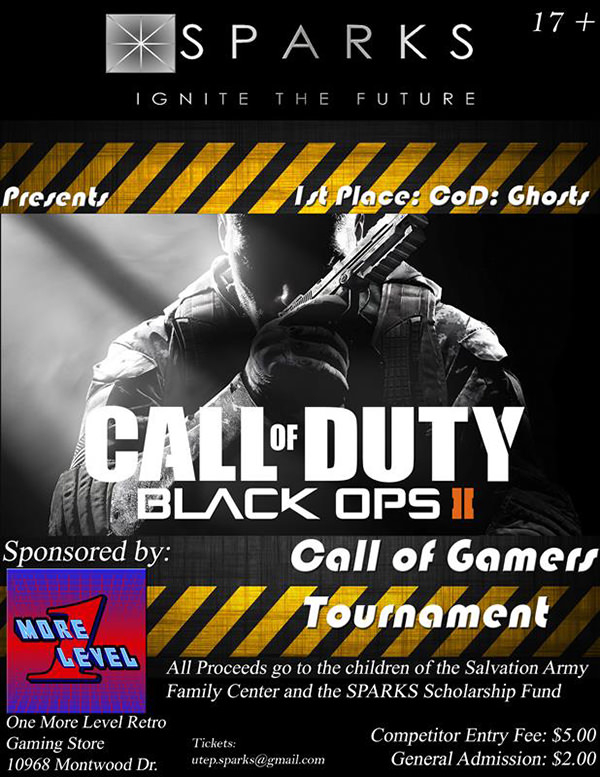 17 +
SPARKS
IGNITE THE FUTURE
Presents
1st Place: CoD: Ghosts
CALL OF DUTY
BLACK OPS II
Sponsored by:
Call of Gamers
Tournament
1
MORE
LEVEL
All Proceeds go to the children of the Salvation Army
Family Center and the SPARKS Scholarship Fund
One More Level Retro
Gaming Store
10968 Montwood Dr.
Tickets:
utep.sparks@gmail.com
Competitor Entry Fee: $5.00
General Admission: $2.00